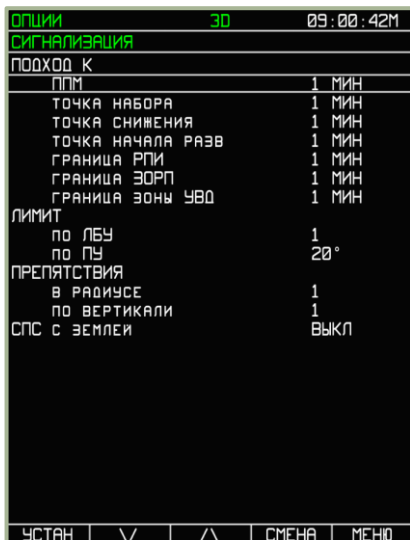 ОПЦИИ 3D 09:00:42М
СИГНАЛИЗАЦИЯ
ПОДХОД К
ППМ 1 МИН
ТОЧКА НАБОРА 1 МИН
ТОЧКА СНИЖЕНИЯ 1 МИН
ТОЧКА НАЧАЛА РАЗВ 1 МИН
ГРАНИЦА РПИ 1 МИН
ГРАНИЦА ЗОРП 1 МИН
ГРАНИЦА ЗОНЫ УВД 1 МИН
ЛИМИТ
ПО ЛБУ 1
ПО ПУ 20°
ПРЕПЯТСТВИЯ
В РАДИУСЕ 1
ПО ВЕРТИКАЛИ 1
СПС С ЗЕМЛЕЙ ВЫКЛ
УСТАН \/ /\ СМЕНА МЕНЮ